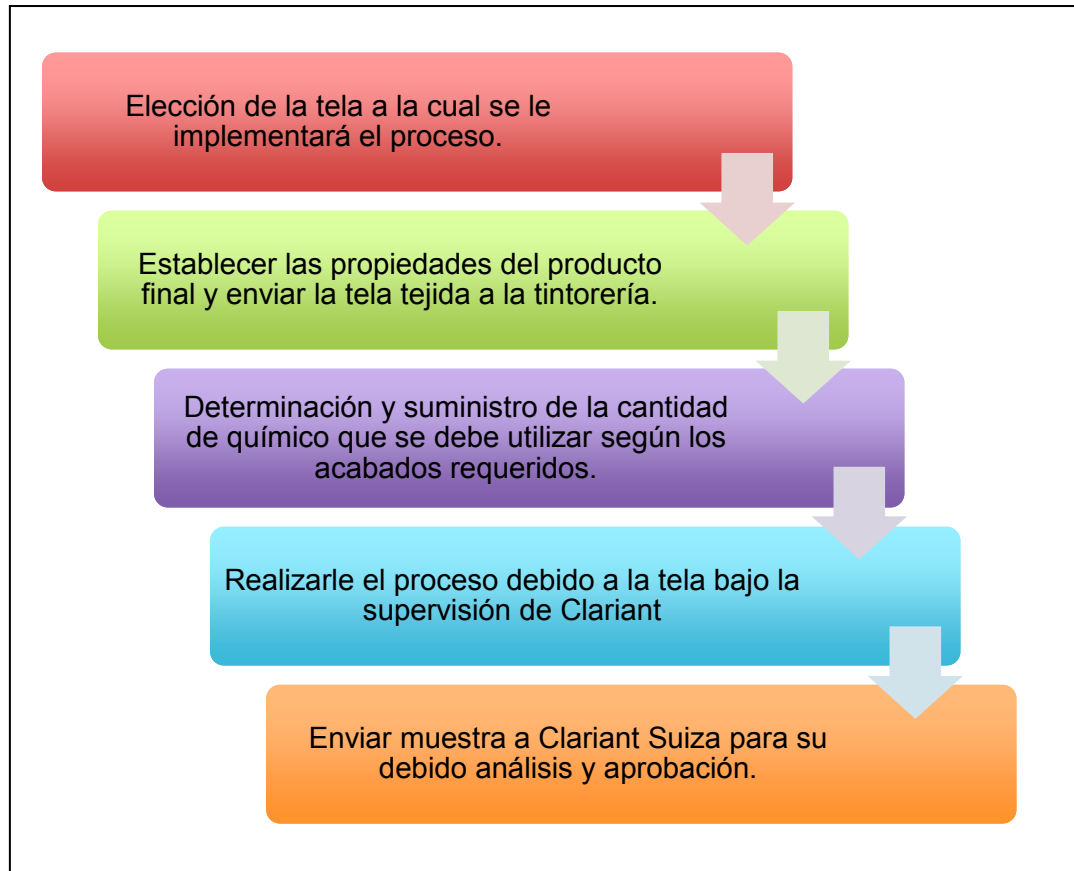 Elección de la tela a la cual se le
implementará el proceso.
Establecer las propiedades del producto
final y enviar la tela tejida a la tintorería.
Determinación y suministro de la cantidad
de químico que se debe utilizar según los
acabados requeridos.
Realizarle el proceso debido a la tela bajo la
supervisión de Clariant
Enviar muestra a Clariant Suiza para su
debido análisis y aprobación.